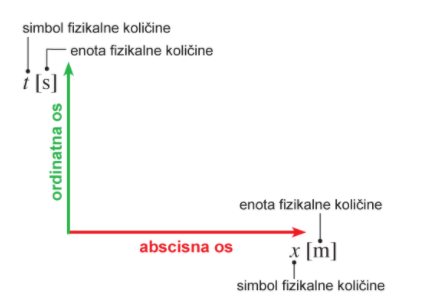 simbol fizikalne količine
enota fizikalne količine
t [s]
ordinatna os
enota fizikalne količine
abscisna os
x [m]
simbol fizikalne količine